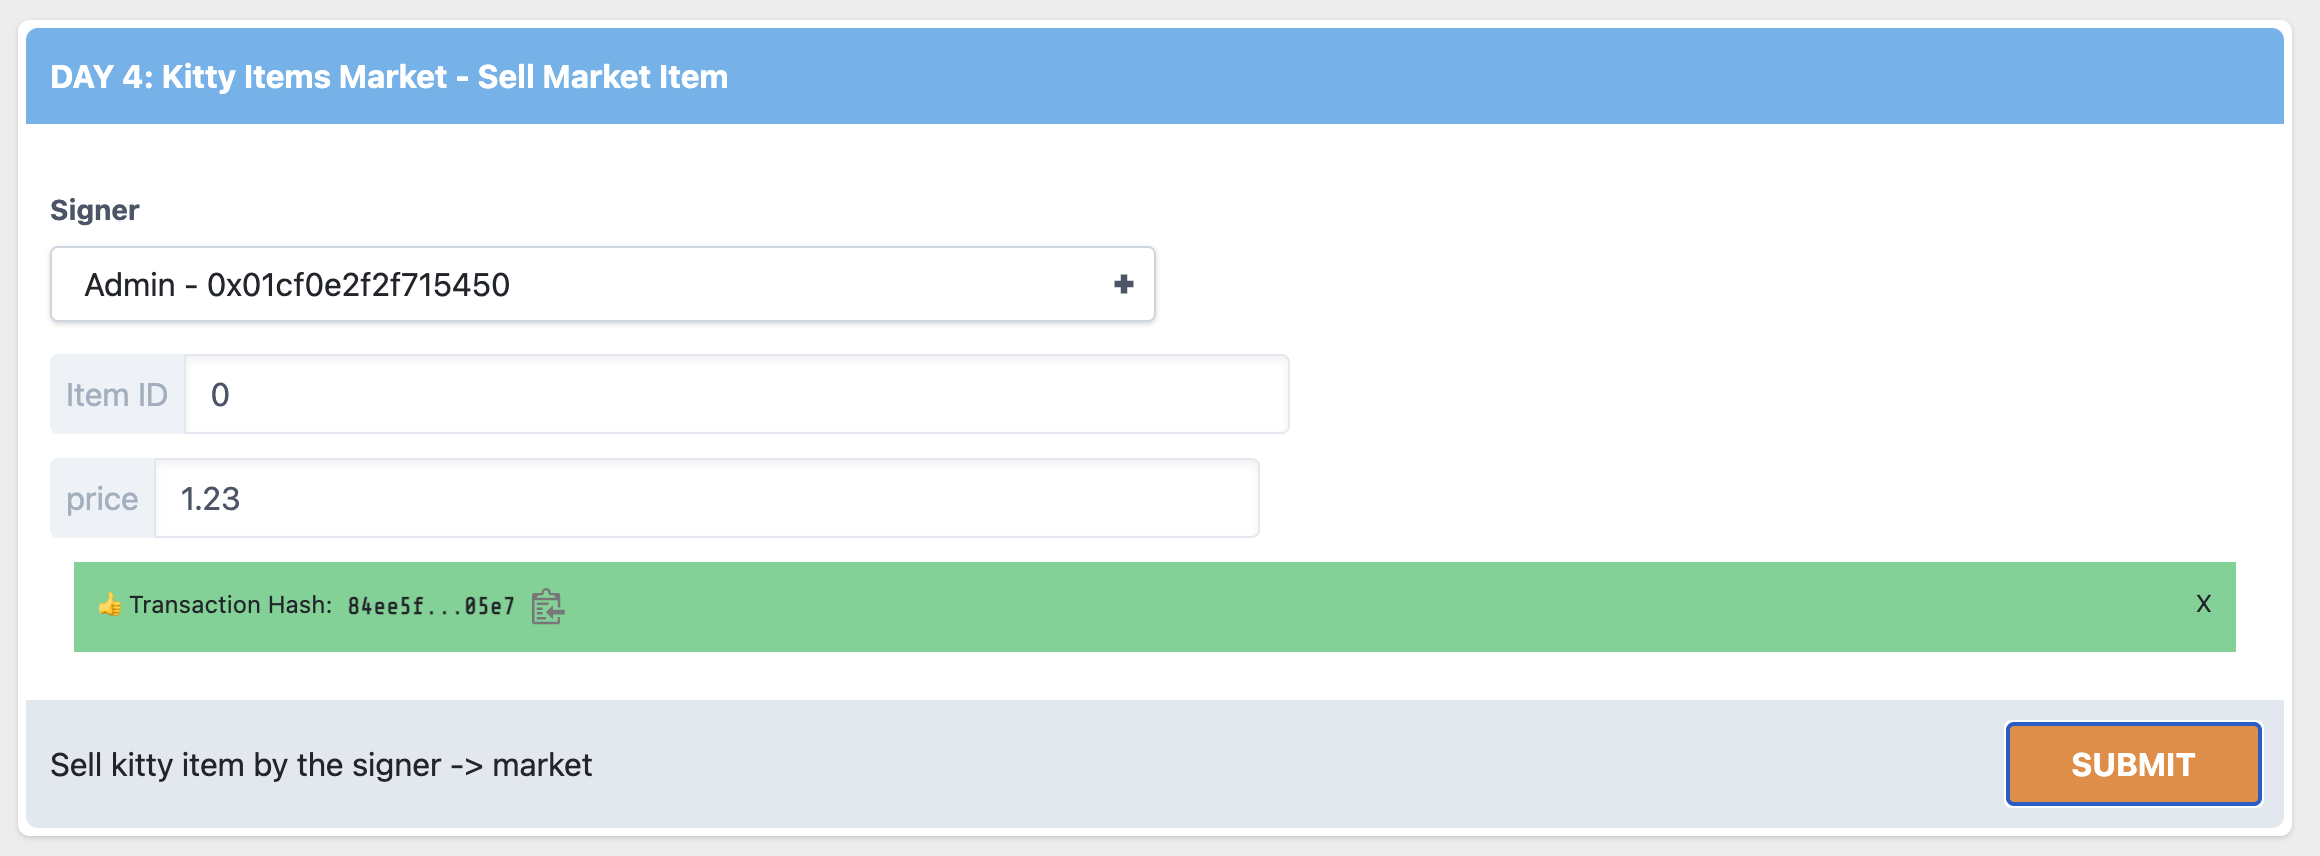 DAY 4: Kitty Items Market - Sell Market Item
Signer
Admin - 0x01cf0e2f2f715450 +
Item ID 0
price 1.23
👍 Transaction Hash: 84ee5f...05e7 X
Sell kitty item by the signer -> market SUBMIT